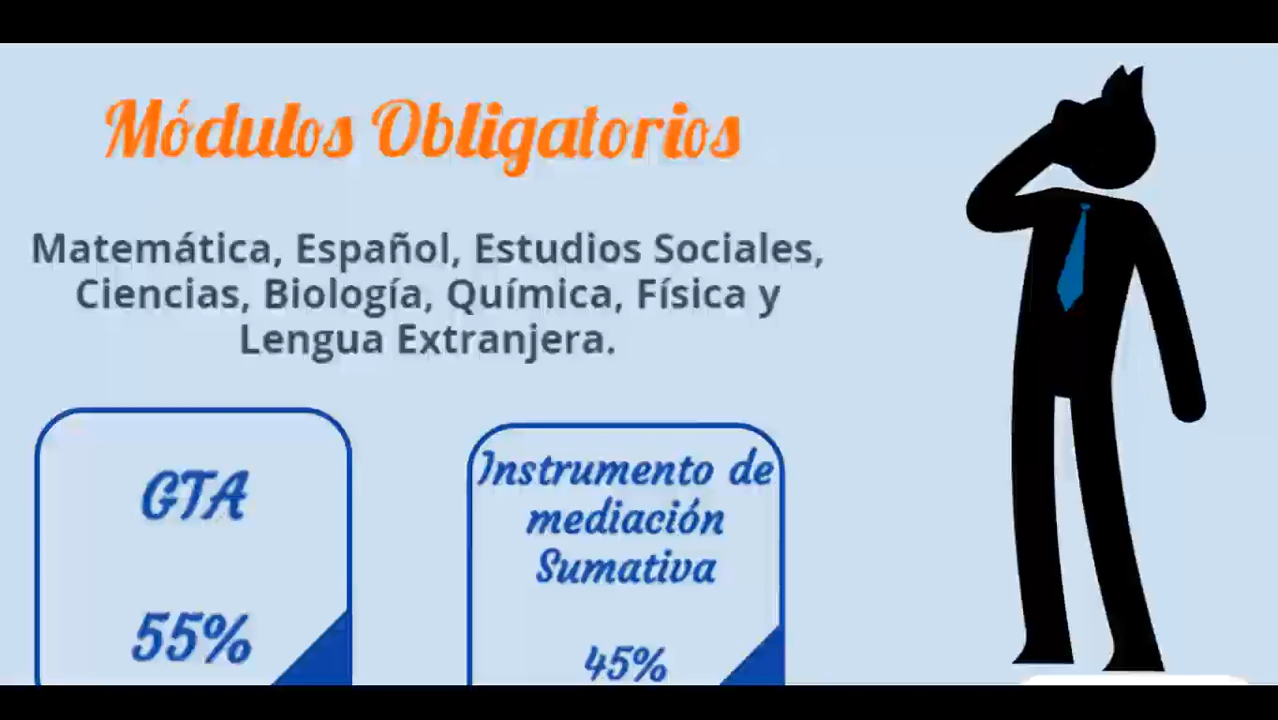 Módulos Obligatorios
Matemática, Español, Estudios Sociales,
Ciencias, Biología, Química, Física y
Lengua Extranjera.
GTA
55%
Instrumento de
mediación
Sumativa
45%